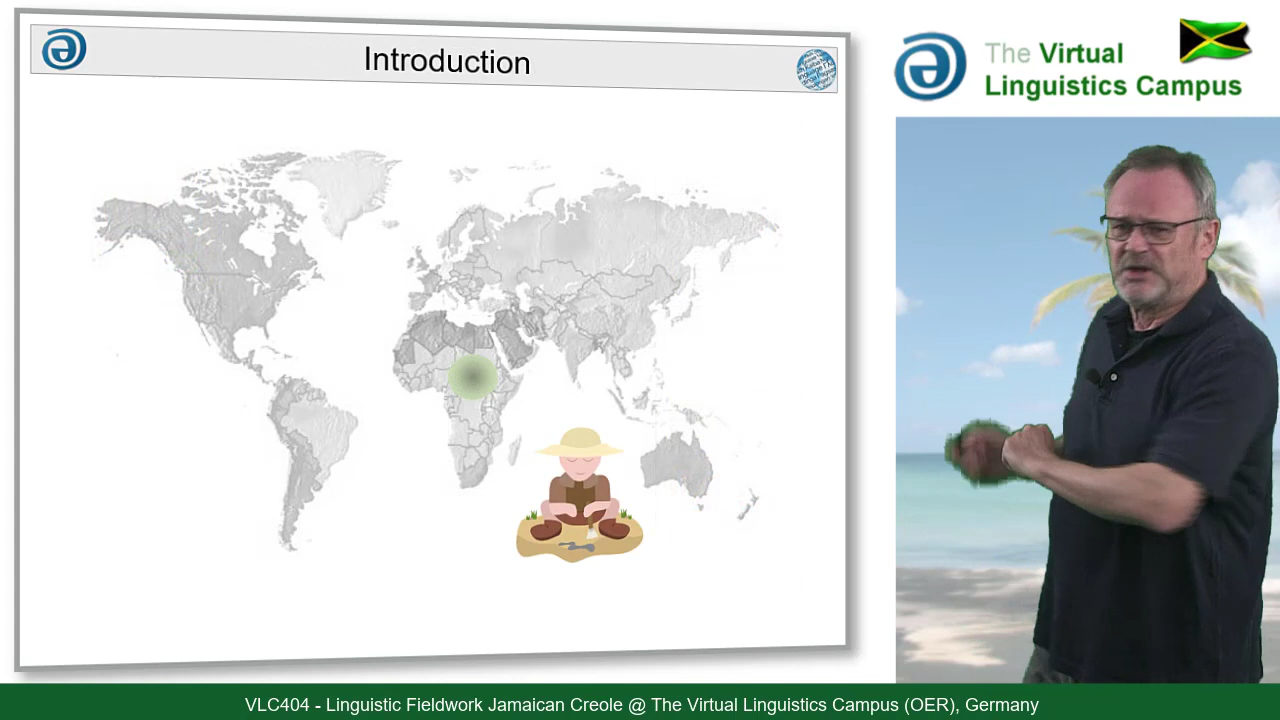 Introduction
The Virtual
Linguistics Campus
VLC404 - Linguistic Fieldwork Jamaican Creole @ The Virtual Linguistics Campus (OER), Germany